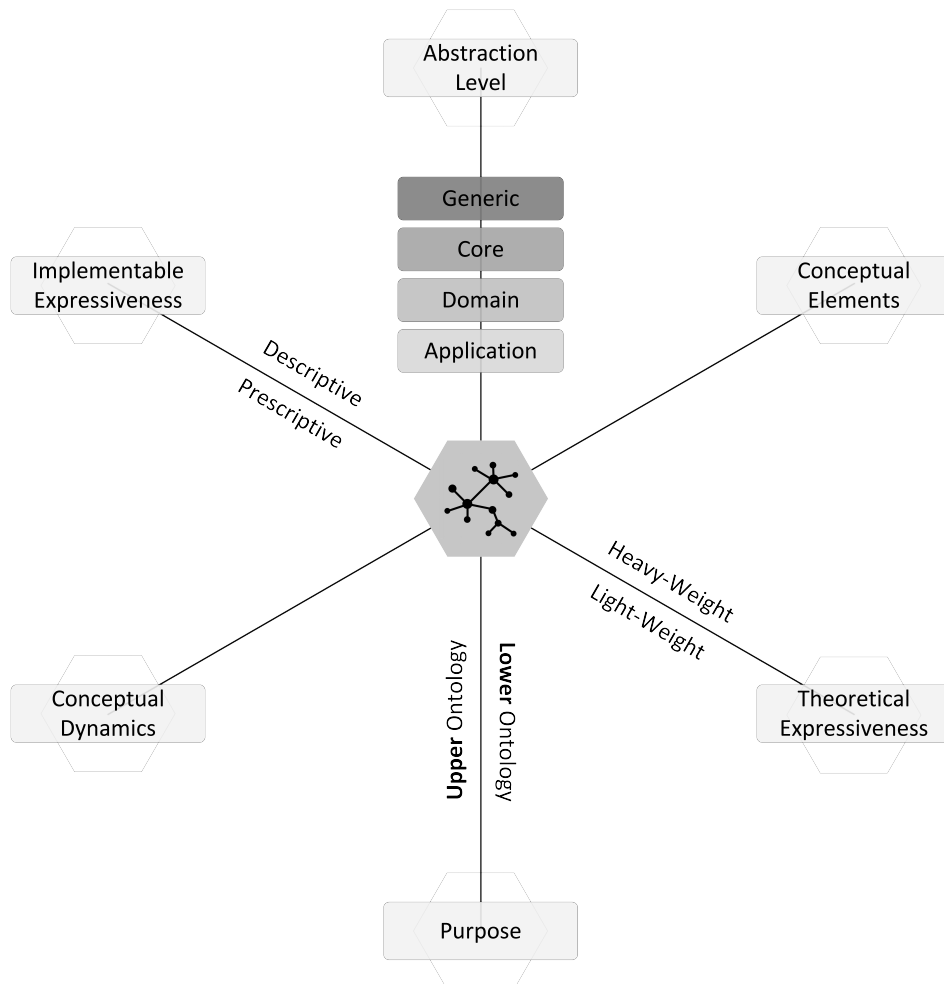 Abstraction
Level
Generic
Core
Domain
Application
Implementable
Expressiveness
Conceptual
Elements
Descriptive
Prescriptive
Heavy-Weight
Light-Weight
Upper Ontology
Lower Ontology
Conceptual
Dynamics
Theoretical
Expressiveness
Purpose